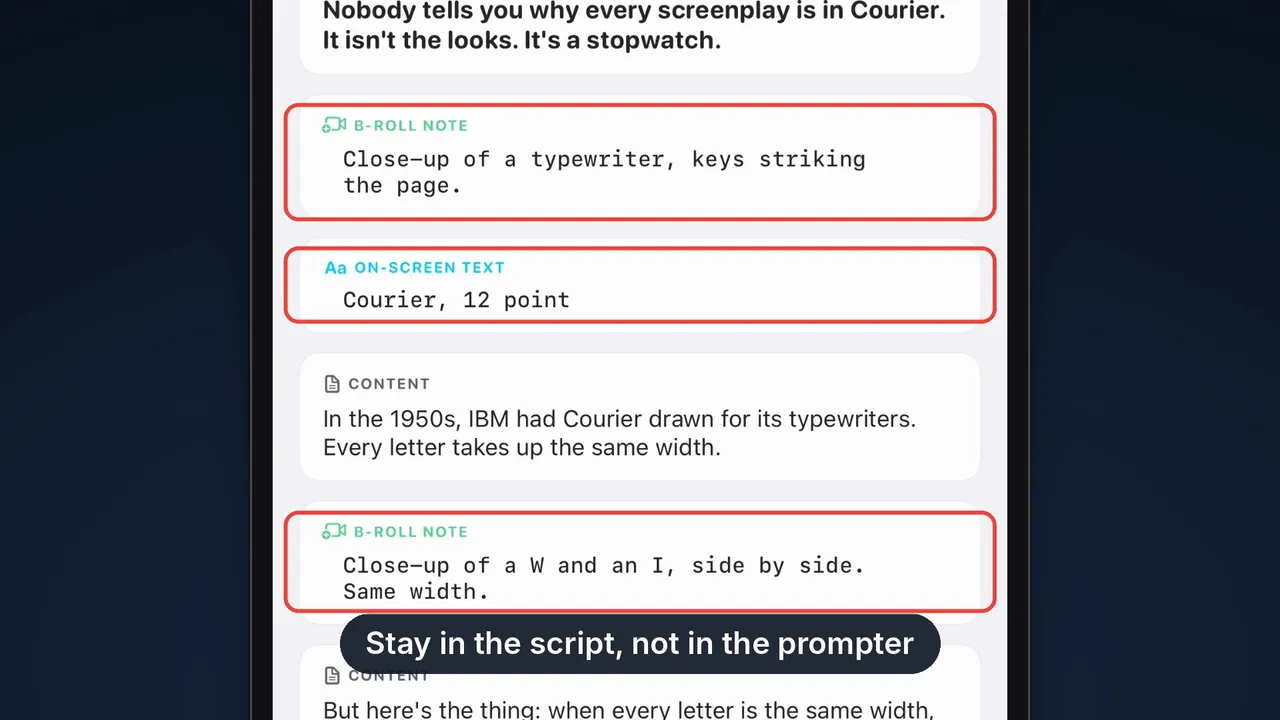 Nobody tells you why every screenplay is in Courier.
It isn't the looks. It's a stopwatch.
B-ROLL NOTE
Close-up of a typewriter, keys striking
the page.
Aa ON-SCREEN TEXT
Courier, 12 point
CONTENT
In the 1950s, IBM had Courier drawn for its typewriters.
Every letter takes up the same width.
B-ROLL NOTE
Close-up of a W and an I, side by side.
Same width.
Stay in the script, not in the prompter
CONTENT
But here's the thing: when every letter is the same width,